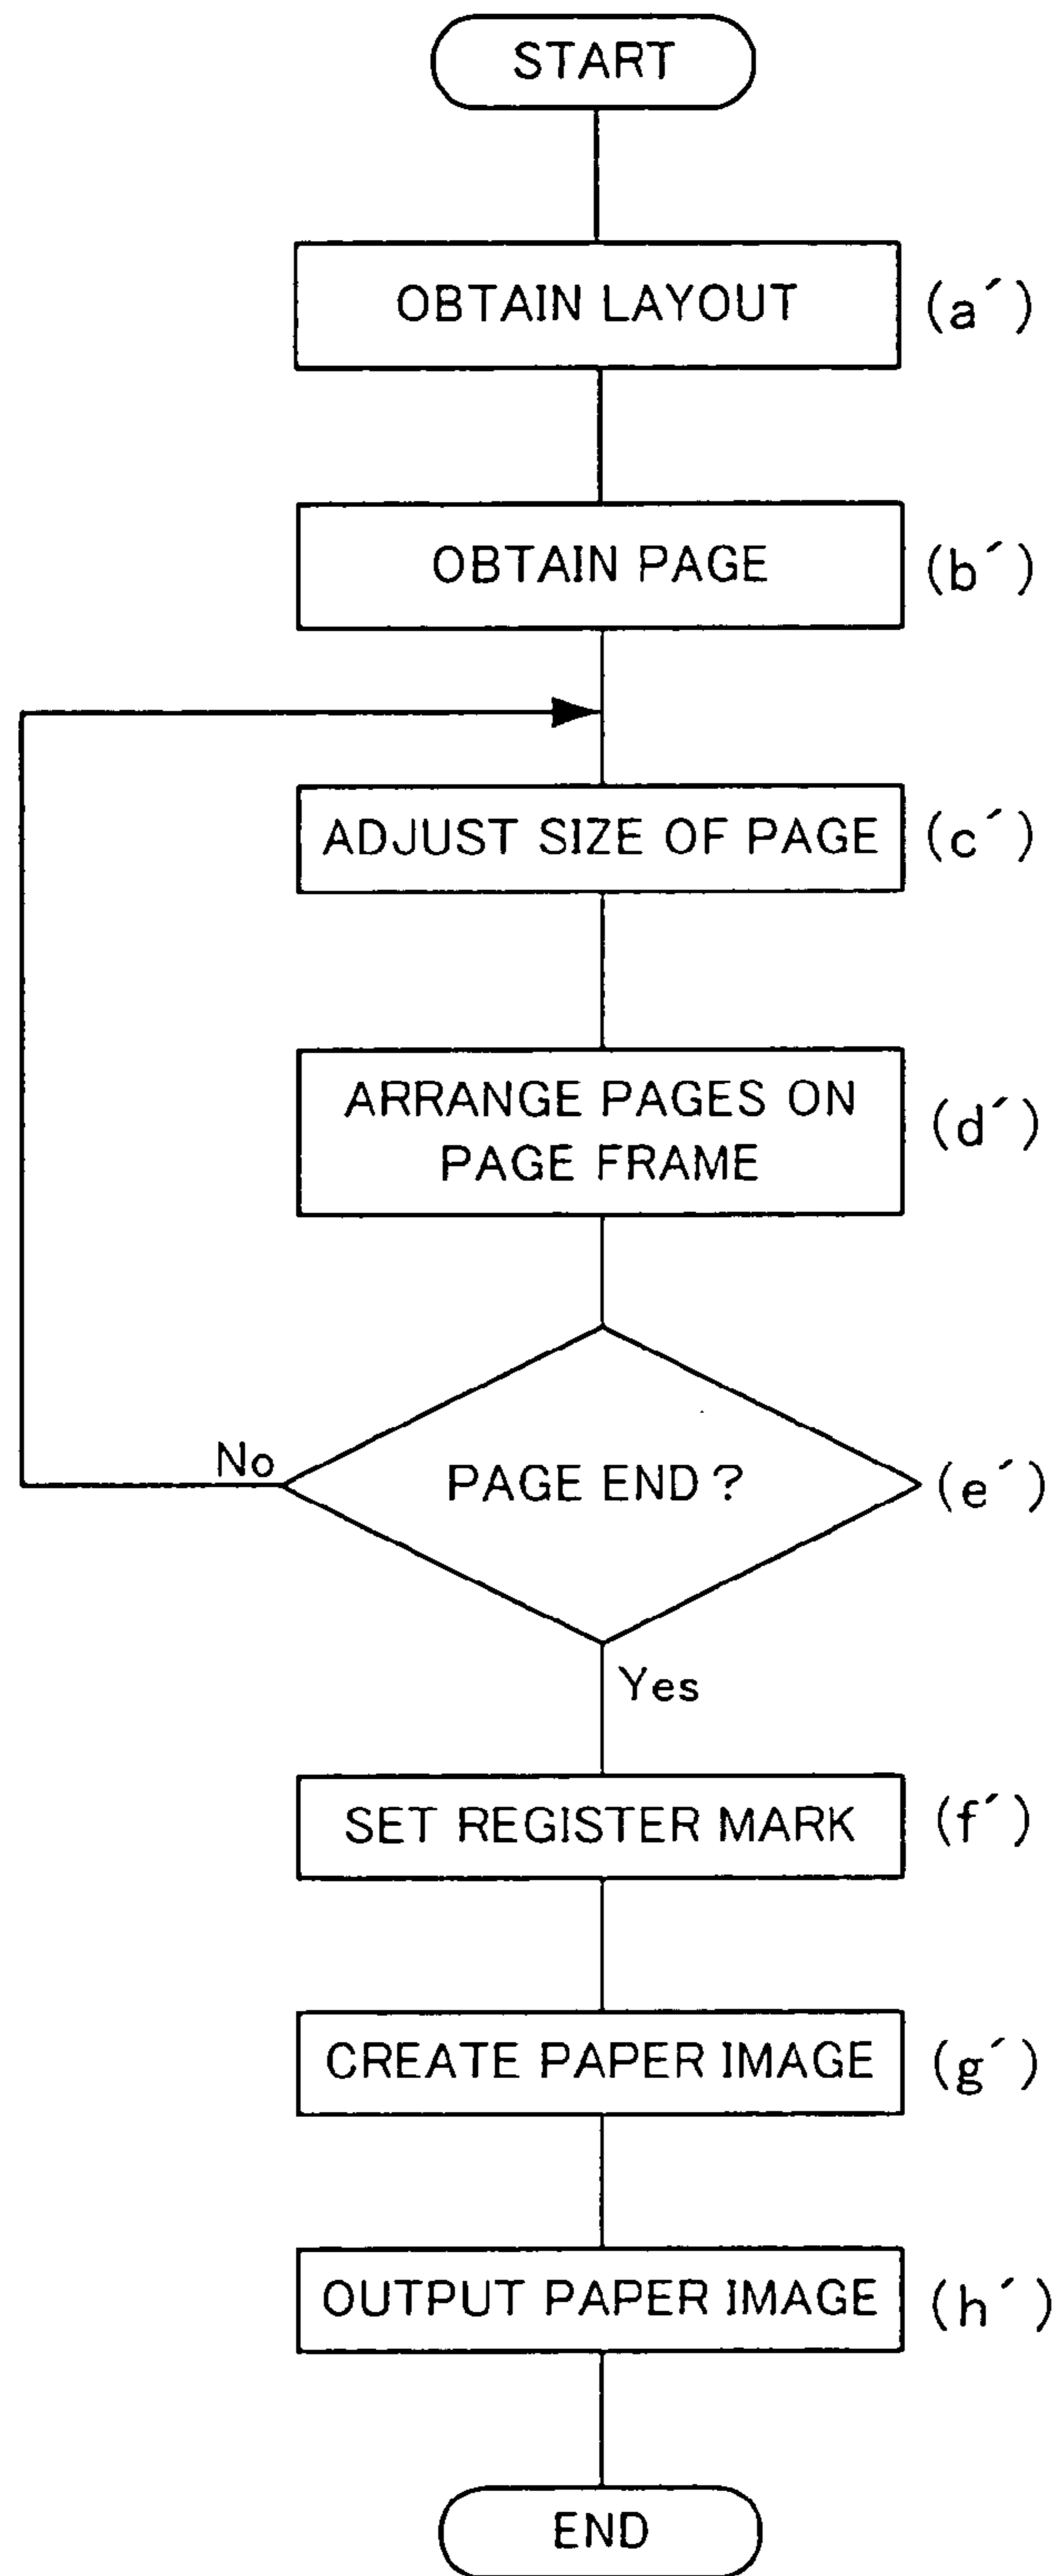 START
OBTAIN LAYOUT (a´)
OBTAIN PAGE (b´)
ADJUST SIZE OF PAGE (c´)
ARRANGE PAGES ON
PAGE FRAME
(d´)
No
PAGE END ?
(e´)
Yes
SET REGISTER MARK (f´)
CREATE PAPER IMAGE (g´)
OUTPUT PAPER IMAGE (h´)
END